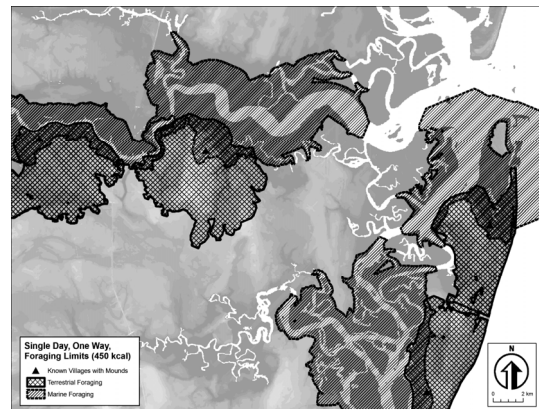 Single Day, One Way,
Foraging Limits (450 kcal)
Known Villages with Mounds
Terrestrial Foraging
Marine Foraging
N
0 2 km